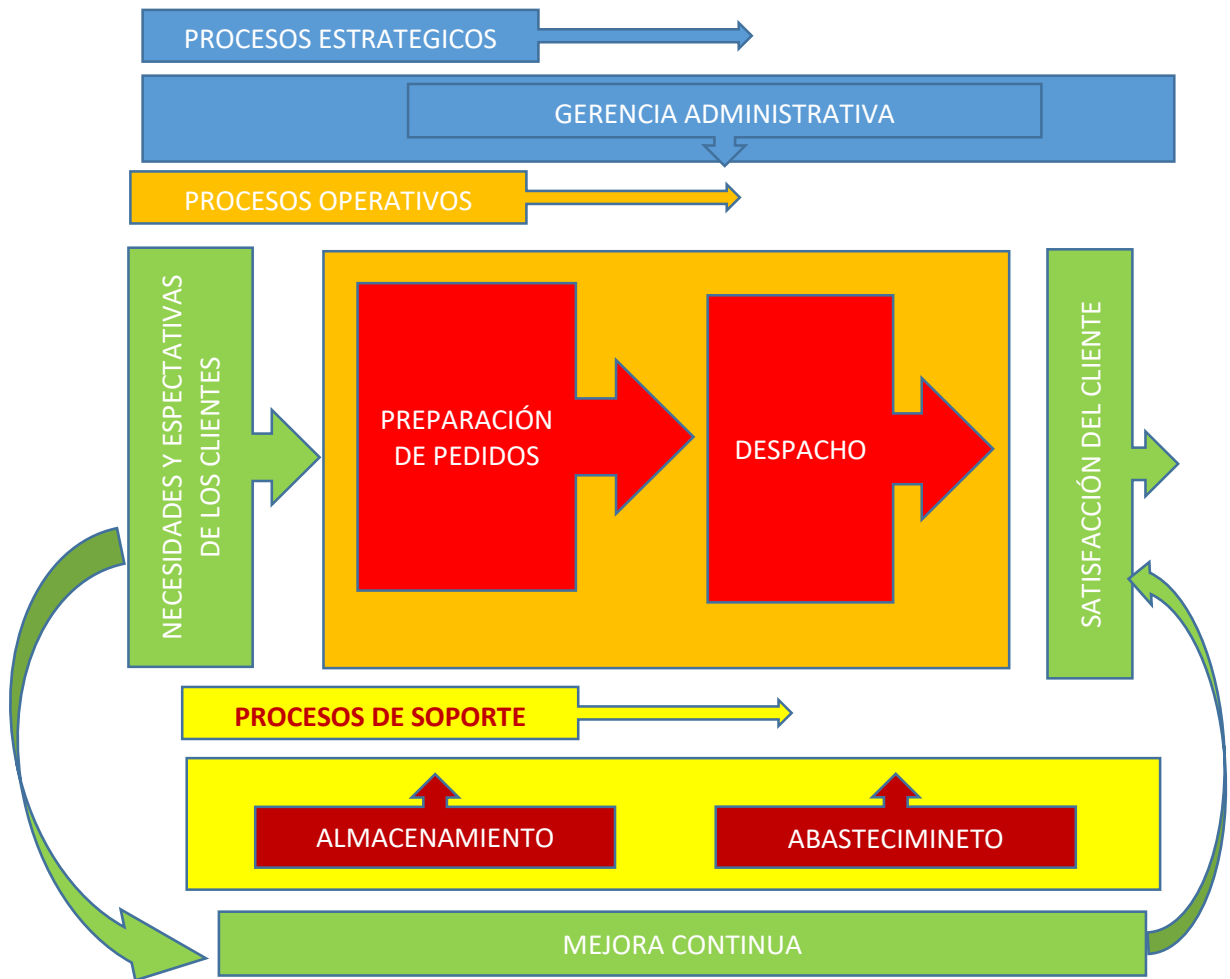 PROCESOS ESTRATEGICOS
GERENCIA ADMINISTRATIVA
PROCESOS OPERATIVOS
NECESIDADES Y ESPECTATIVAS
DE LOS CLIENTES
PREPARACIÓN
DE PEDIDOS
DESPACHO
SATISFACCIÓN DEL CLIENTE
PROCESOS DE SOPORTE
ALMACENAMIENTO
ABASTECIMINETO
MEJORA CONTINUA